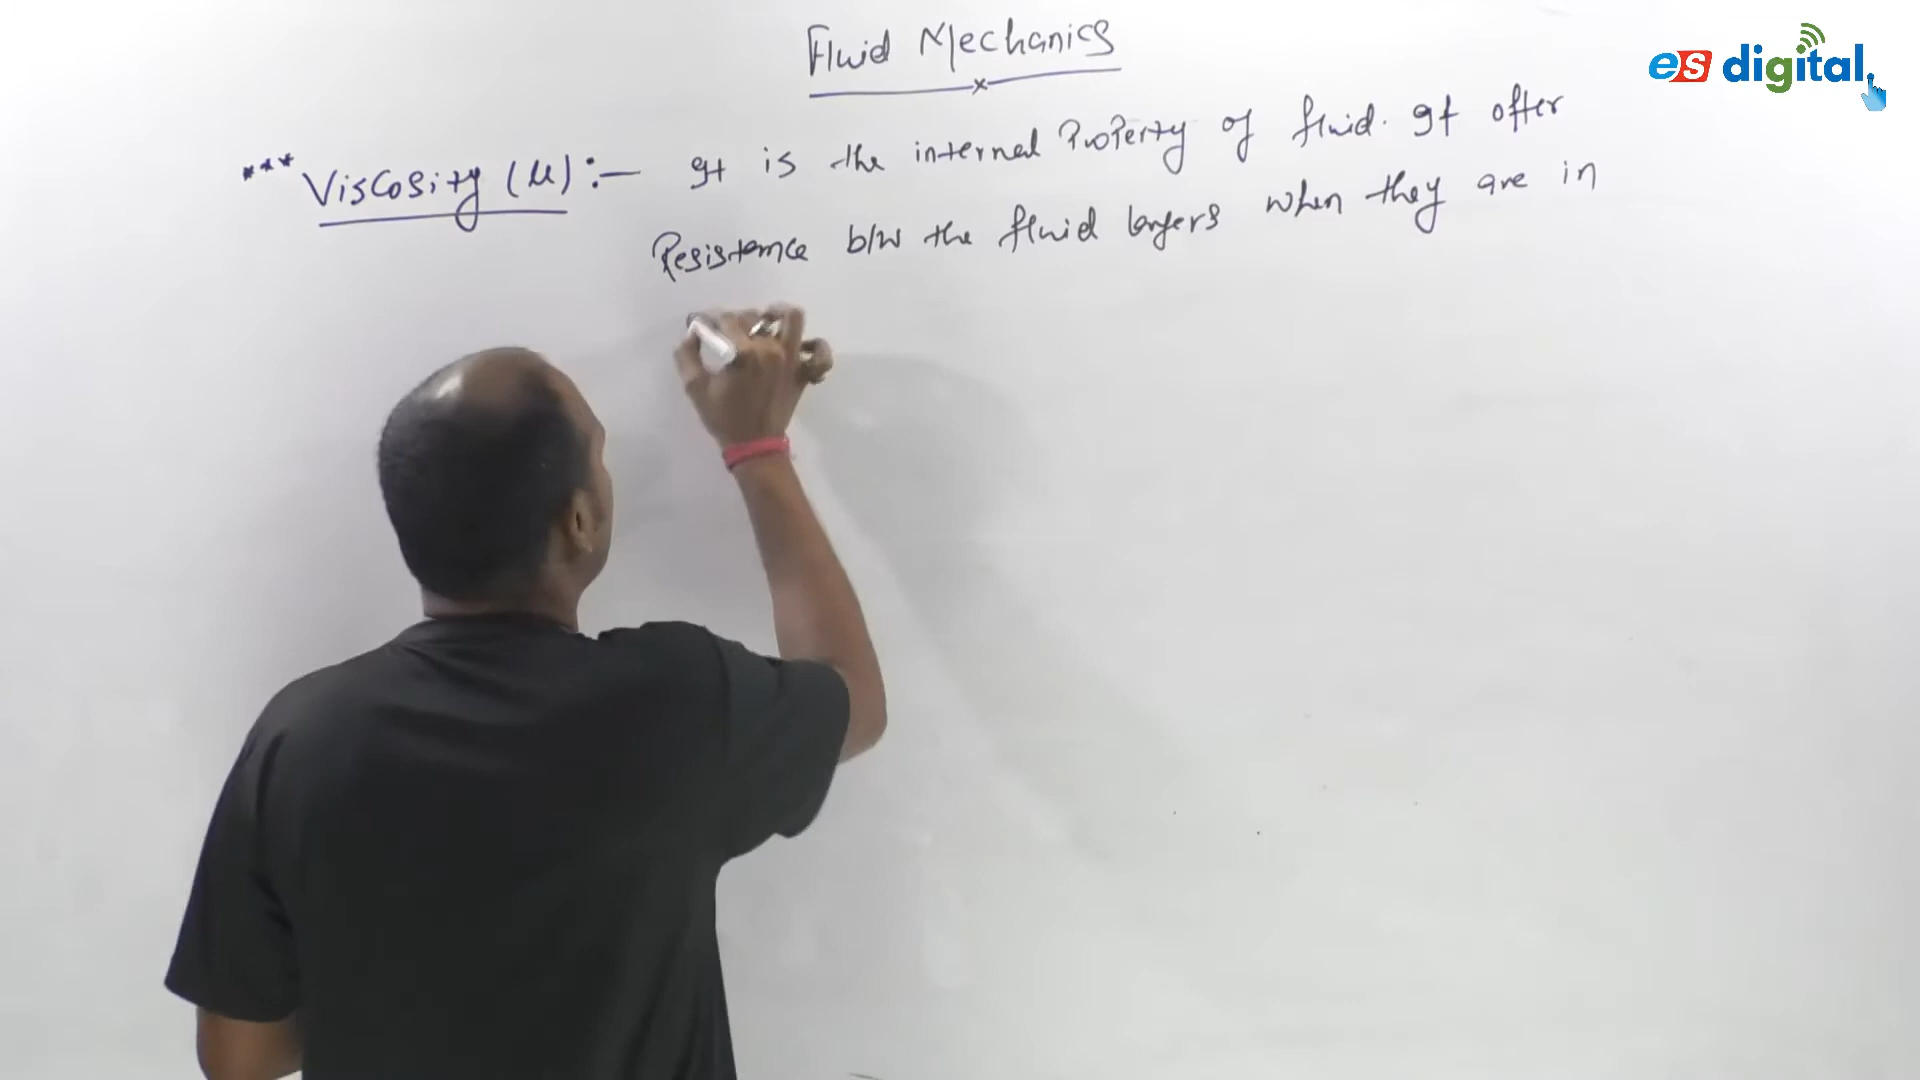 Fluid Mechanics
es digital
*** Viscosity (μ) :- It is the internal Property of fluid. It offer
Resistance b/w the fluid layers when they are in